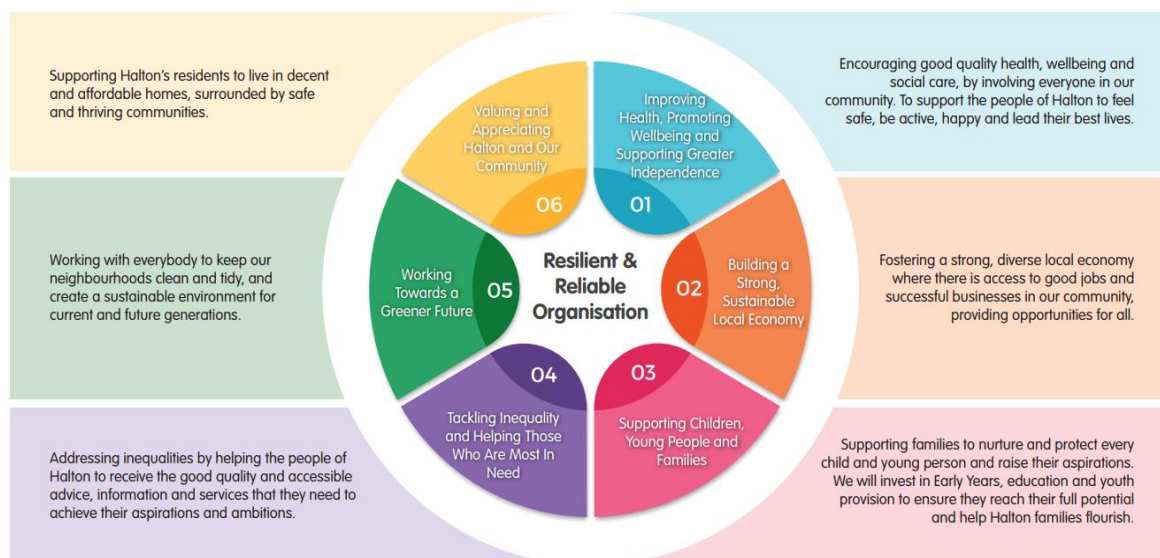 Supporting Halton's residents to live in decent
and affordable homes, surrounded by safe
and thriving communities.
Valuing and
Appreciating
Halton and Our
Community
06
Improving
Health, Promoting
Wellbeing and
Supporting Greater
Independence
01
Encouraging good quality health, wellbeing and
social care, by involving everyone in our
community. To support the people of Halton to feel
safe, be active, happy and lead their best lives.
Working with everybody to keep our
neighbourhoods clean and tidy, and
create a sustainable environment for
current and future generations.
Working
Towards a
Greener Future
05
Resilient &
Reliable
Organisation
02
Building a
Strong,
Sustainable
Local Economy
Fostering a strong, diverse local economy
where there is access to good jobs and
successful businesses in our community,
providing opportunities for all.
Addressing inequalities by helping the people of
Halton to receive the good quality and accessible
advice, information and services that they need to
achieve their aspirations and ambitions.
04
Tackling Inequality
and Helping Those
Who Are Most In
Need
03
Supporting Children,
Young People and
Families
Supporting families to nurture and protect every
child and young person and raise their aspirations.
We will invest in Early Years, education and youth
provision to ensure they reach their full potential
and help Halton families flourish.